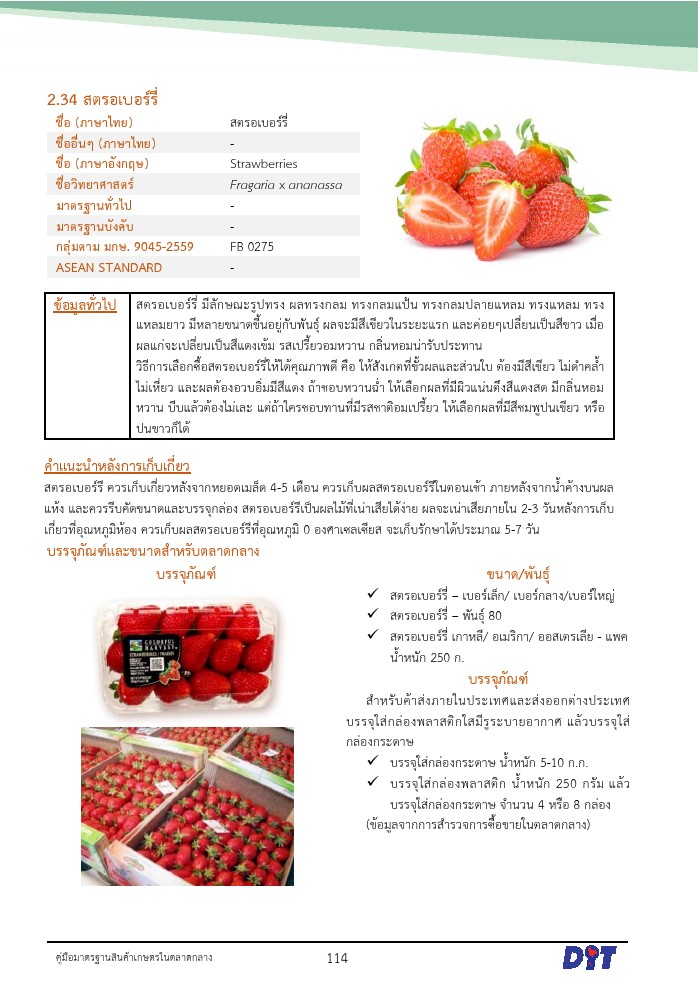 2.34 สตรอเบอร์รี่
ชื่อ (ภาษาไทย) สตรอเบอร์รี่
ชื่ออื่นๆ (ภาษาไทย) -
ชื่อ (ภาษาอังกฤษ) Strawberries
ชื่อวิทยาศาสตร์ Fragaria x ananassa
มาตรฐานทั่วไป -
มาตรฐานบังคับ -
กลุ่มตาม มกษ. 9045-2559 FB 0275
ASEAN STANDARD -
ข้อมูลทั่วไป
สตรอเบอร์รี่ มีลักษณะรูปทรง ผลทรงกลม ทรงกลมแป้น ทรงกลมปลายแหลม ทรงแหลม ทรง
แหลมยาว มีหลายขนาดขึ้นอยู่กับพันธุ์ ผลจะมีสีเขียวในระยะแรก และค่อยๆเปลี่ยนเป็นสีขาว เมื่อ
ผลแก่จะเปลี่ยนเป็นสีแดงเข้ม รสเปรี้ยวอมหวาน กลิ่นหอมน่ารับประทาน
วิธีการเลือกซื้อสตรอเบอร์รี่ให้ได้คุณภาพดี คือ ให้สังเกตที่ขั้วผลและส่วนใบ ต้องมีสีเขียว ไม่ดำคล้ำ
ไม่เหี่ยว และผลต้องอวบอิ่มมีสีแดง ถ้าชอบหวานฉ่ำ ให้เลือกผลที่มีผิวแน่นตึงสีแดงสด มีกลิ่นหอม
หวาน บีบแล้วต้องไม่เละ แต่ถ้าใครชอบทานที่มีรสชาติอมเปรี้ยว ให้เลือกผลที่มีสีชมพูปนเขียว หรือ
ปนขาวก็ได้
คำแนะนำหลังการเก็บเกี่ยว
สตรอเบอร์รี ควรเก็บเกี่ยวหลังจากหยอดเมล็ด 4-5 เดือน ควรเก็บผลสตรอเบอร์รีในตอนเช้า ภายหลังจากน้ำค้างบนผล
แห้ง และควรรีบคัดขนาดและบรรจุกล่อง สตรอเบอร์รีเป็นผลไม้ที่เน่าเสียได้ง่าย ผลจะเน่าเสียภายใน 2-3 วันหลังการเก็บ
เกี่ยวที่อุณหภูมิห้อง ควรเก็บผลสตรอเบอร์รีที่อุณหภูมิ 0 องศาเซลเซียส จะเก็บรักษาได้ประมาณ 5-7 วัน
บรรจุภัณฑ์และขนาดสำหรับตลาดกลาง
บรรจุภัณฑ์
COLORFUL
HARVEST
ขนาด/พันธุ์
✓ สตรอเบอร์รี่ – เบอร์เล็ก/ เบอร์กลาง/เบอร์ใหญ่
✓ สตรอเบอร์รี่ – พันธุ์ 80
✓ สตรอเบอร์รี่ เกาหลี/ อเมริกา/ ออสเตรเลีย - แพค
น้ำหนัก 250 ก.
บรรจุภัณฑ์
สำหรับค้าส่งภายในประเทศและส่งออกต่างประเทศ
บรรจุใส่กล่องพลาสติกใสมีรูระบายอากาศ แล้วบรรจุใส่
กล่องกระดาษ
✓ บรรจุใส่กล่องกระดาษ น้ำหนัก 5-10 ก.ก.
✓ บรรจุใส่กล่องพลาสติก น้ำหนัก 250 กรัม แล้ว
บรรจุใส่กล่องกระดาษ จำนวน 4 หรือ 8 กล่อง
(ข้อมูลจากการสำรวจการซื้อขายในตลาดกลาง)
คู่มือมาตรฐานสินค้าเกษตรในตลาดกลาง 114 DIT